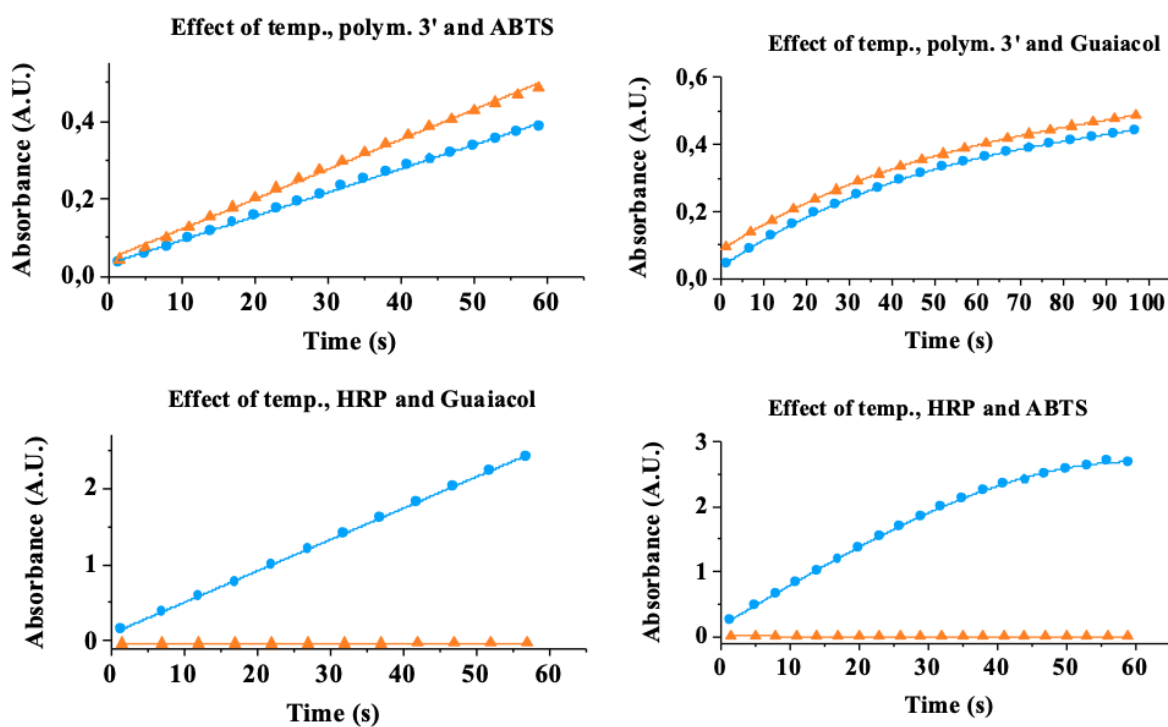 Effect of temp., polym. 3' and ABTS
Absorbance (A.U.)
0,4
0,2
0,0
0 10 20 30 40 50 60
Time (s)
Effect of temp., polym. 3' and Guaiacol
Absorbance (A.U.)
0,6
0,4
0,2
0,0
0 10 20 30 40 50 60 70 80 90 100
Time (s)
Effect of temp., HRP and Guaiacol
Absorbance (A.U.)
2
1
0
0 10 20 30 40 50 60
Time (s)
Effect of temp., HRP and ABTS
Absorbance (A.U.)
3
2
1
0
0 10 20 30 40 50 60
Time (s)